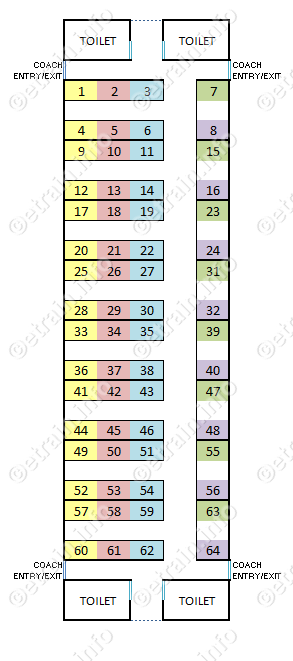 TOILET TOILET
COACH ENTRY/EXIT COACH ENTRY/EXIT
1 2 3 7
4 5 6 8
9 10 11 15
12 13 14 16
17 18 19 23
20 21 22 24
25 26 27 31
28 29 30 32
33 34 35 39
36 37 38 40
41 42 43 47
44 45 46 48
49 50 51 55
52 53 54 56
57 58 59 63
60 61 62 64
COACH ENTRY/EXIT COACH ENTRY/EXIT
TOILET TOILET
©etrain.info